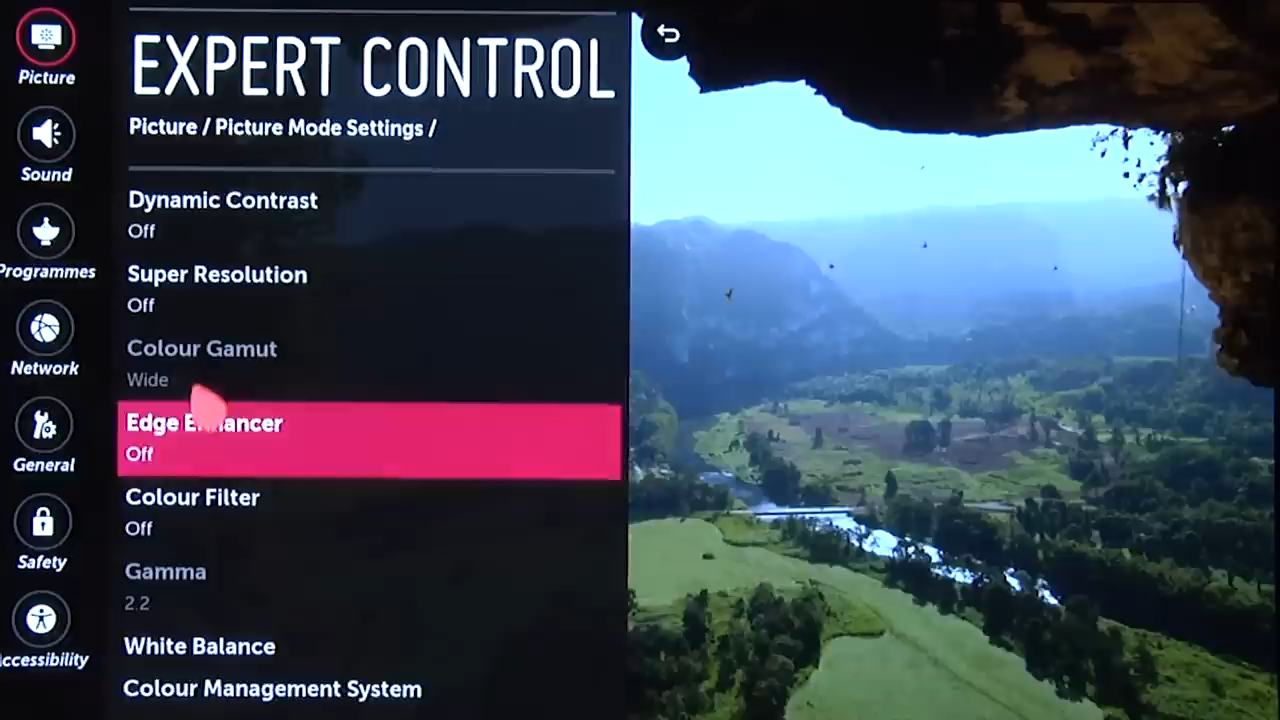 Picture
Sound
Programmes
Network
General
Safety
ccessibility
EXPERT CONTROL
Picture / Picture Mode Settings /
Dynamic Contrast
Off
Super Resolution
Off
Colour Gamut
Wide
Edge Enhancer
Off
Colour Filter
Off
Gamma
2.2
White Balance
Colour Management System